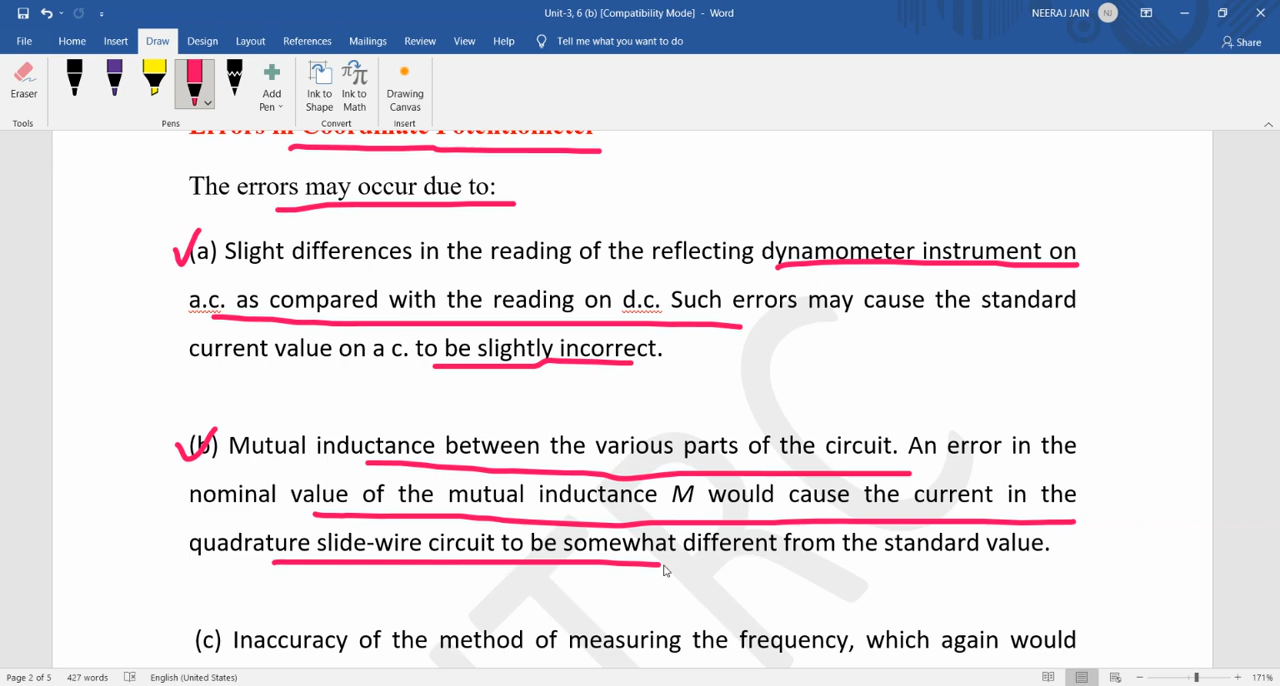 Unit-3, 6 (b) [Compatibility Mode] - Word
NEERAJ JAIN
NJ
File Home Insert Draw Design Layout References Mailings Review View Help Tell me what you want to do
Share
Eraser
Add Pen
Ink to Shape
Ink to Math
Drawing Canvas
Tools Pens Convert Insert
Errors in Coordinate Potentiometer
The errors may occur due to:
(a) Slight differences in the reading of the reflecting dynamometer instrument on
a.c. as compared with the reading on d.c. Such errors may cause the standard
current value on a c. to be slightly incorrect.
(b) Mutual inductance between the various parts of the circuit. An error in the
nominal value of the mutual inductance M would cause the current in the
quadrature slide-wire circuit to be somewhat different from the standard value.
(c) Inaccuracy of the method of measuring the frequency, which again would
Page 2 of 5 427 words English (United States) 171%